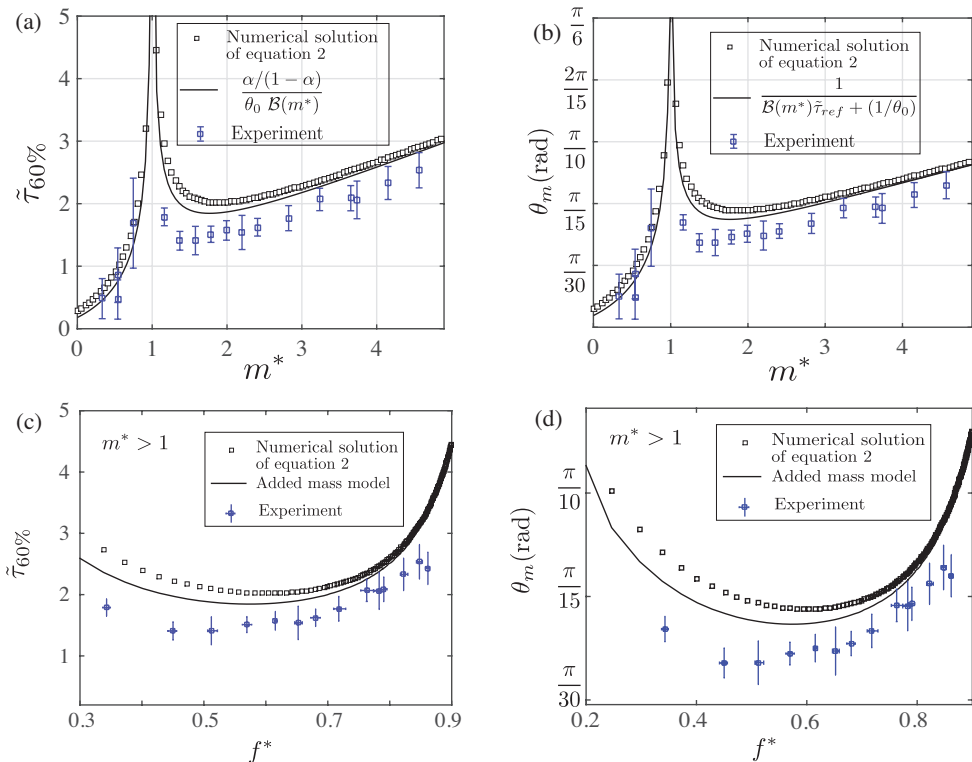 (a)
5
4
3
2
1
0
τ̃60%
0 1 2 3 4
m*
Numerical solution
of equation 2
α/(1 − α)
θ0 B(m*)
Experiment
(b)
π/6
2π/15
π/10
π/15
π/30
θm(rad)
0 1 2 3 4
m*
Numerical solution
of equation 2
1
B(m*)τ̃ref + (1/θ0)
Experiment
(c)
5
4
3
2
1
τ̃60%
0.3 0.5 0.7 0.9
f*
m* > 1
Numerical solution
of equation 2
Added mass model
Experiment
(d)
π/10
π/15
π/30
θm(rad)
0.2 0.4 0.6 0.8
f*
m* > 1
Numerical solution
of equation 2
Added mass model
Experiment